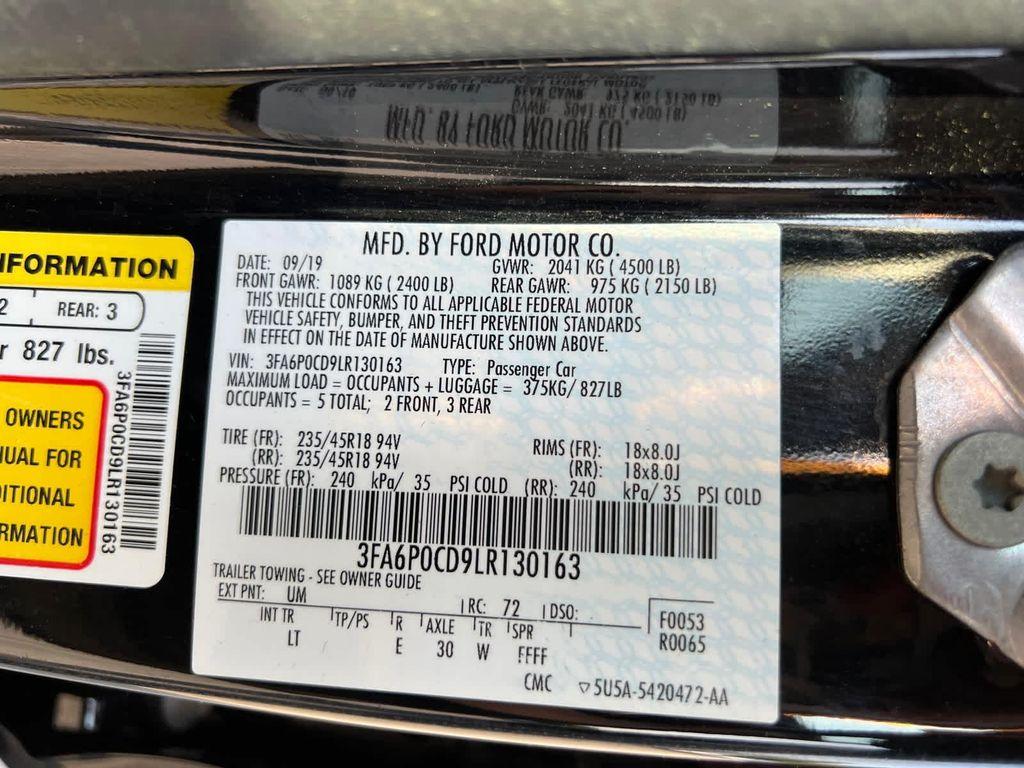 MFD. BY FORD MOTOR CO.
DATE: 09/19 GVWR: 2041 KG ( 4500 LB)
FRONT GAWR: 1089 KG ( 2400 LB) REAR GAWR: 975 KG ( 2150 LB)
THIS VEHICLE CONFORMS TO ALL APPLICABLE FEDERAL MOTOR
VEHICLE SAFETY, BUMPER, AND THEFT PREVENTION STANDARDS
IN EFFECT ON THE DATE OF MANUFACTURE SHOWN ABOVE.
VIN: 3FA6P0CD9LR130163 TYPE: Passenger Car
MAXIMUM LOAD = OCCUPANTS + LUGGAGE = 375KG/ 827LB
OCCUPANTS = 5 TOTAL; 2 FRONT, 3 REAR
TIRE (FR): 235/45R18 94V RIMS (FR): 18x8.0J
(RR): 235/45R18 94V (RR): 18x8.0J
PRESSURE (FR): 240 kPa/ 35 PSI COLD (RR): 240 kPa/ 35 PSI COLD
3FA6P0CD9LR130163
TRAILER TOWING - SEE OWNER GUIDE
EXT PNT: UM RC: 72 DSO:
INT TR TP/PS R AXLE TR SPR F0053
LT E 30 W FFFF R0065
CMC ▽5U5A-5420472-AA
NFORMATION
2 REAR: 3
r 827 lbs.
OWNERS
NUAL FOR
DITIONAL
RMATION
3FA6P0CD9LR130163